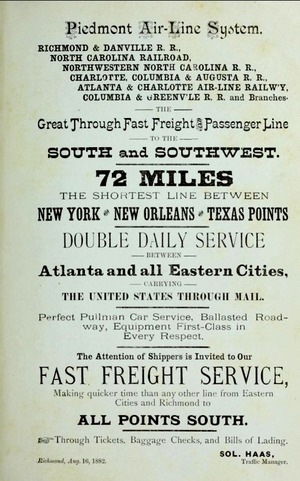 Piedmont Air-Line System.
RICHMOND & DANVILLE R. R.,
NORTH CAROLINA RAILROAD,
NORTHWESTERN NORTH CAROLINA R. R.,
CHARLOTTE, COLUMBIA & AUGUSTA R. R.,
ATLANTA & CHARLOTTE AIR-LINE RAILW'Y,
COLUMBIA & GREENV'LE R. R. and Branches-
—THE—
Great Through Fast Freight and Passenger Line
—TO THE—
SOUTH and SOUTHWEST.
72 MILES
THE SHORTEST LINE BETWEEN
NEW YORK and NEW ORLEANS and TEXAS POINTS
DOUBLE DAILY SERVICE
—BETWEEN—
Atlanta and all Eastern Cities,
—CARRYING—
THE UNITED STATES THROUGH MAIL.
Perfect Pullman Car Service, Ballasted Road-
way, Equipment First-Class in
Every Respect.
The Attention of Shippers is Invited to Our
FAST FREIGHT SERVICE,
Making quicker time than any other line from Eastern
Cities and Richmond to
ALL POINTS SOUTH.
Through Tickets, Baggage Checks, and Bills of Lading.
SOL. HAAS,
Richmond, Aug. 16, 1882. Traffic Manager.